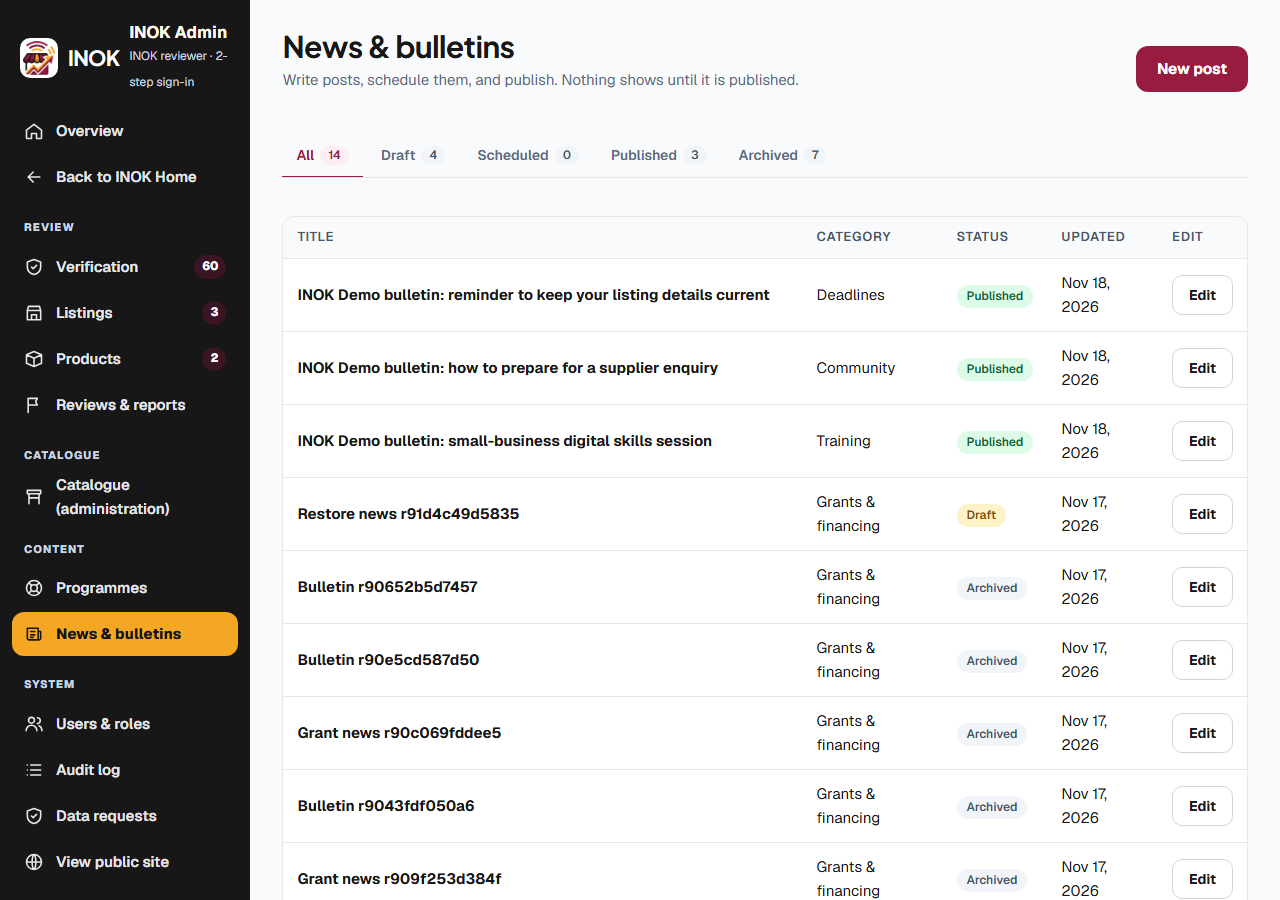 INOK
INOK Admin
INOK reviewer · 2-
step sign-in
Overview
Back to INOK Home
REVIEW
Verification 60
Listings 3
Products 2
Reviews & reports
CATALOGUE
Catalogue
(administration)
CONTENT
Programmes
News & bulletins
SYSTEM
Users & roles
Audit log
Data requests
View public site
News & bulletins
Write posts, schedule them, and publish. Nothing shows until it is published.
New post
All 14 Draft 4 Scheduled 0 Published 3 Archived 7
TITLE CATEGORY STATUS UPDATED EDIT
INOK Demo bulletin: reminder to keep your listing details current Deadlines Published Nov 18,
2026 Edit
INOK Demo bulletin: how to prepare for a supplier enquiry Community Published Nov 18,
2026 Edit
INOK Demo bulletin: small-business digital skills session Training Published Nov 18,
2026 Edit
Restore news r91d4c49d5835 Grants &
financing Draft Nov 17,
2026 Edit
Bulletin r90652b5d7457 Grants &
financing Archived Nov 17,
2026 Edit
Bulletin r90e5cd587d50 Grants &
financing Archived Nov 17,
2026 Edit
Grant news r90c069fddee5 Grants &
financing Archived Nov 17,
2026 Edit
Bulletin r9043fdf050a6 Grants &
financing Archived Nov 17,
2026 Edit
Grant news r909f253d384f Grants &
financing Archived Nov 17,
2026 Edit